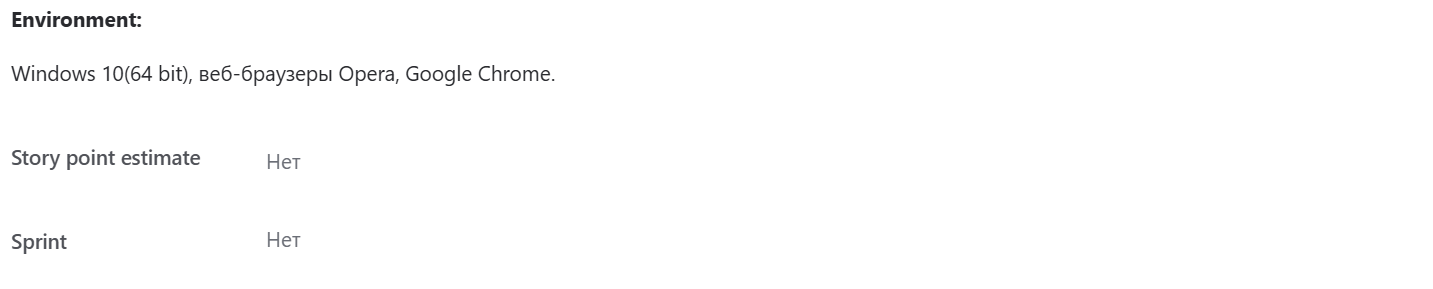 Environment:
Windows 10(64 bit), веб-браузеры Opera, Google Chrome.
Story point estimate Нет
Sprint Нет